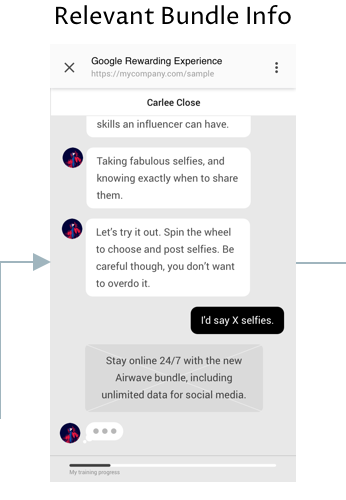 Relevant Bundle Info
Google Rewarding Experience
https://mycompany.com/sample
Carlee Close
skills an influencer can have.
Taking fabulous selfies, and
knowing exactly when to share
them.
Let's try it out. Spin the wheel
to choose and post selfies. Be
careful though, you don't want
to overdo it.
I'd say X selfies.
Stay online 24/7 with the new
Airwave bundle, including
unlimited data for social media.
My training progress